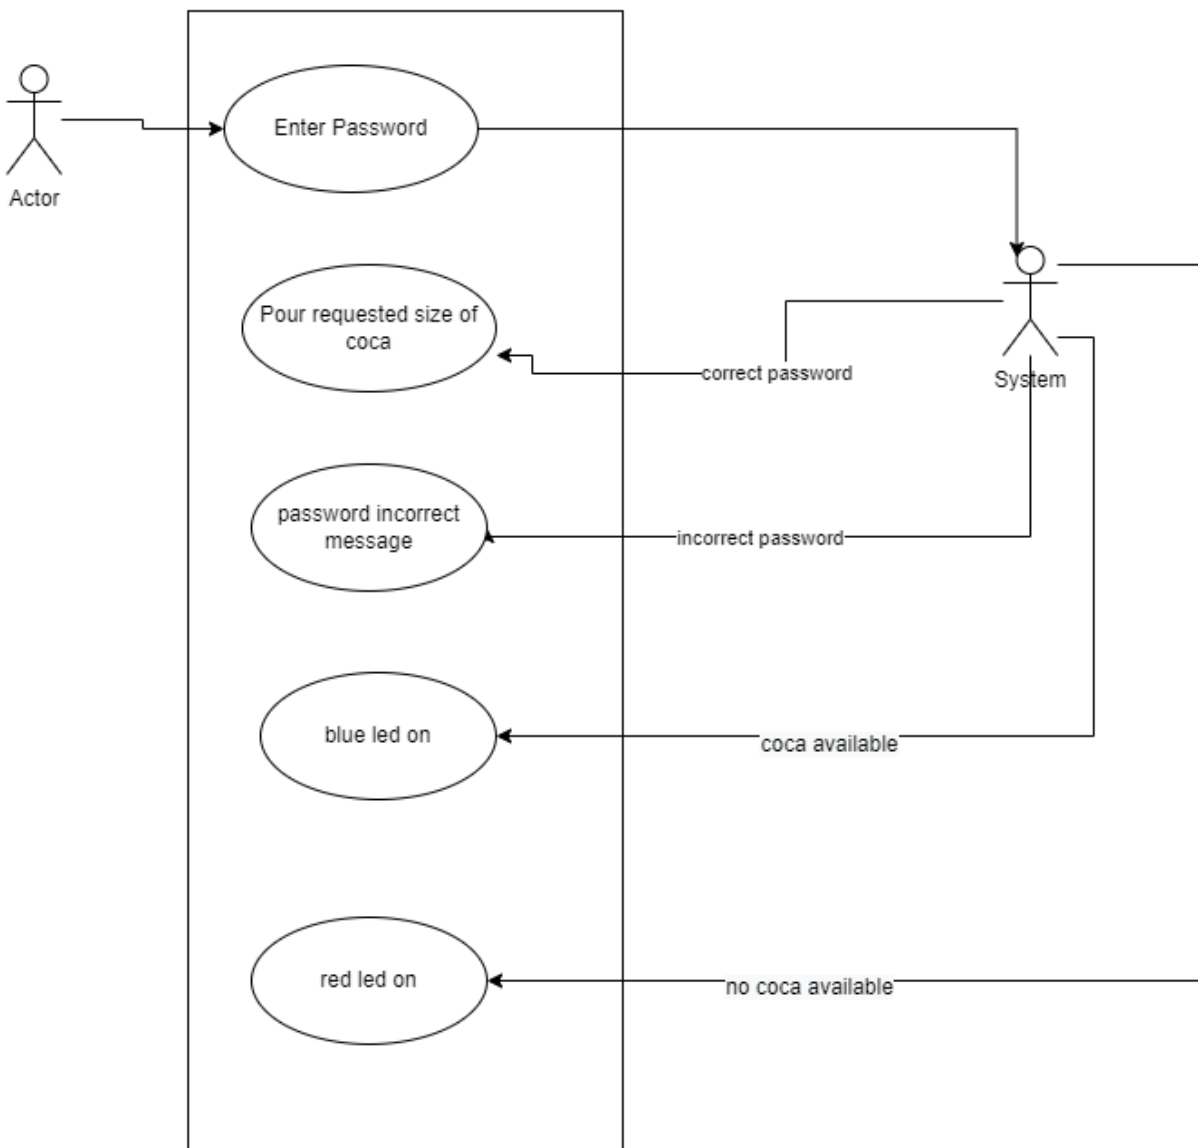 Enter Password
Actor
Pour requested size of
coca
correct password
System
password incorrect
message
incorrect password
blue led on
coca available
red led on
no coca available